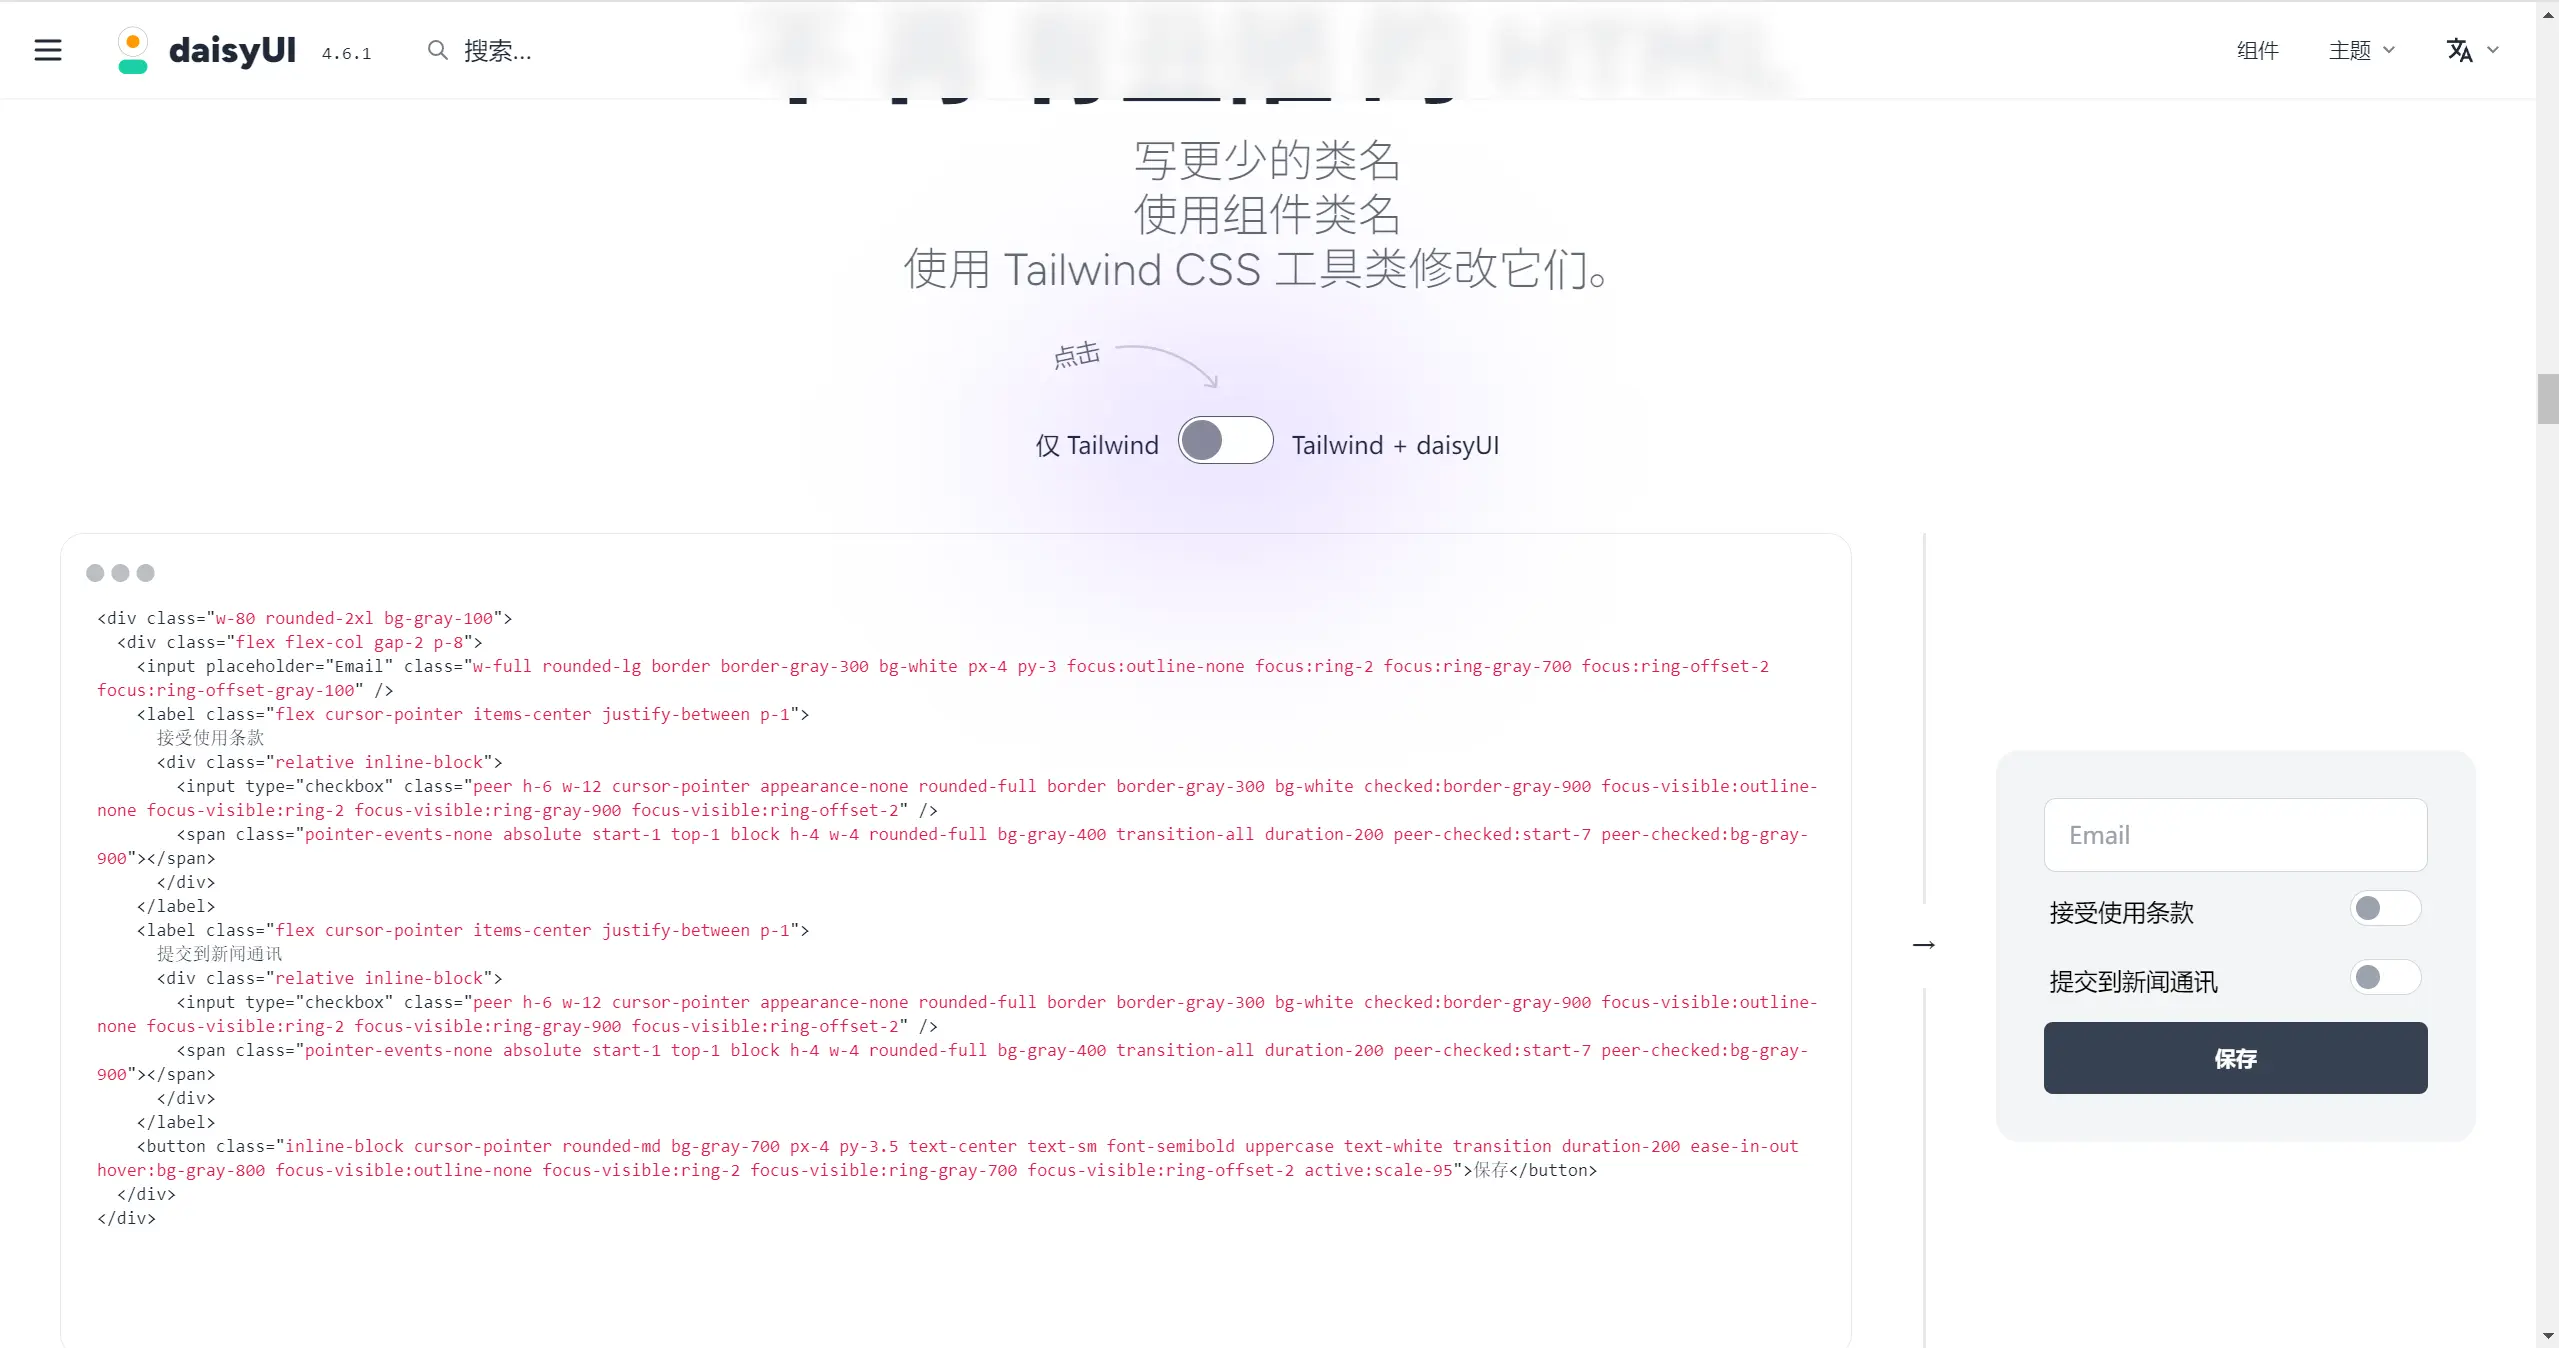 daisyUI 4.6.1 搜索... 组件 主题
写更少的类名
使用组件类名
使用 Tailwind CSS 工具类修改它们。
点击
仅 Tailwind Tailwind + daisyUI
<div class="w-80 rounded-2xl bg-gray-100">
<div class="flex flex-col gap-2 p-8">
<input placeholder="Email" class="w-full rounded-lg border border-gray-300 bg-white px-4 py-3 focus:outline-none focus:ring-2 focus:ring-gray-700 focus:ring-offset-2
focus:ring-offset-gray-100" />
<label class="flex cursor-pointer items-center justify-between p-1">
接受使用条款
<div class="relative inline-block">
<input type="checkbox" class="peer h-6 w-12 cursor-pointer appearance-none rounded-full border border-gray-300 bg-white checked:border-gray-900 focus-visible:outline-
none focus-visible:ring-2 focus-visible:ring-gray-900 focus-visible:ring-offset-2" />
<span class="pointer-events-none absolute start-1 top-1 block h-4 w-4 rounded-full bg-gray-400 transition-all duration-200 peer-checked:start-7 peer-checked:bg-gray-
900"></span>
</div>
</label>
<label class="flex cursor-pointer items-center justify-between p-1">
提交到新闻通讯
<div class="relative inline-block">
<input type="checkbox" class="peer h-6 w-12 cursor-pointer appearance-none rounded-full border border-gray-300 bg-white checked:border-gray-900 focus-visible:outline-
none focus-visible:ring-2 focus-visible:ring-gray-900 focus-visible:ring-offset-2" />
<span class="pointer-events-none absolute start-1 top-1 block h-4 w-4 rounded-full bg-gray-400 transition-all duration-200 peer-checked:start-7 peer-checked:bg-gray-
900"></span>
</div>
</label>
<button class="inline-block cursor-pointer rounded-md bg-gray-700 px-4 py-3.5 text-center text-sm font-semibold uppercase text-white transition duration-200 ease-in-out
hover:bg-gray-800 focus-visible:outline-none focus-visible:ring-2 focus-visible:ring-gray-700 focus-visible:ring-offset-2 active:scale-95">保存</button>
</div>
</div>
→
Email
接受使用条款
提交到新闻通讯
保存